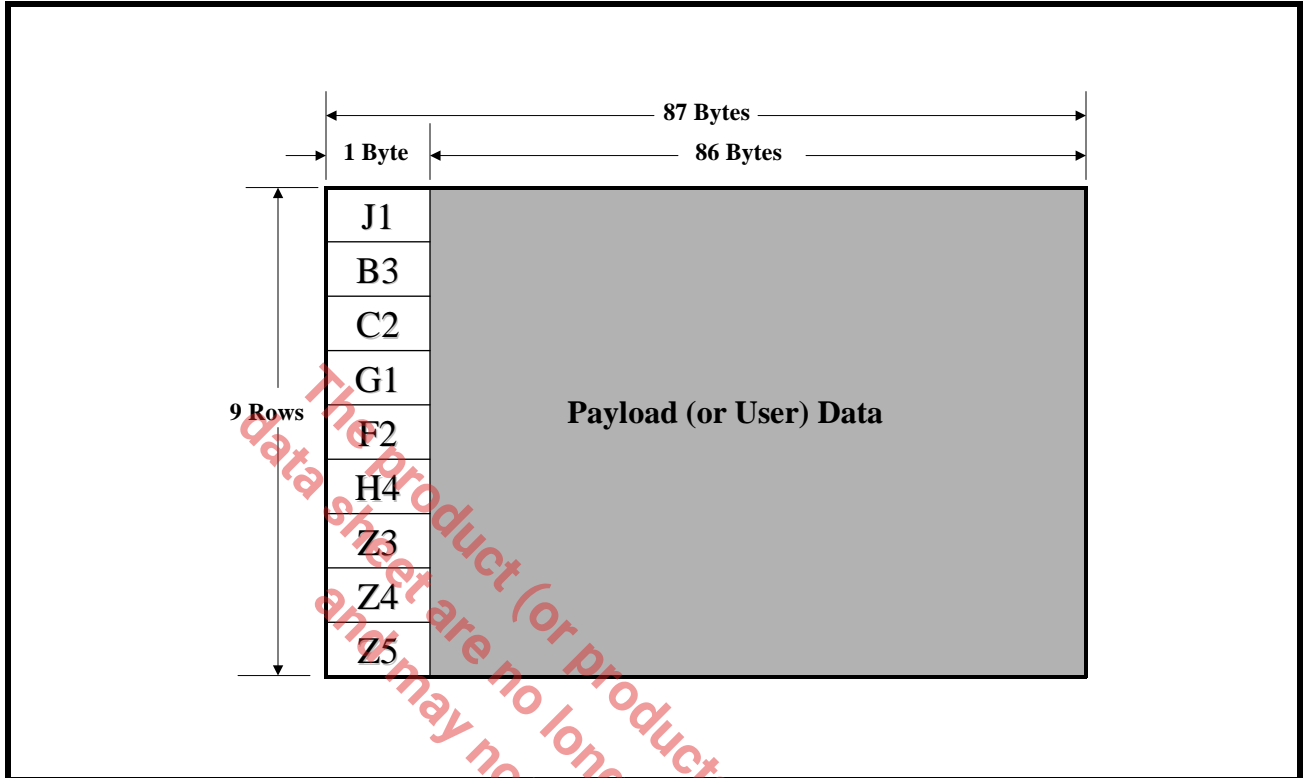 87 Bytes
1 Byte
86 Bytes
9 Rows
J1
B3
C2
G1
F2
H4
Z3
Z4
Z5
Payload (or User) Data
The product (or product
data sheet are no lone
and may no